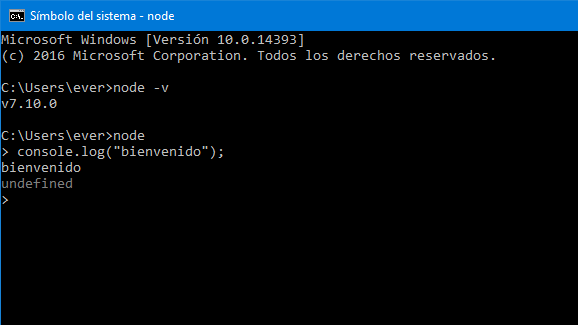 Símbolo del sistema - node
Microsoft Windows [Versión 10.0.14393]
(c) 2016 Microsoft Corporation. Todos los derechos reservados.
C:\Users\ever>node -v
v7.10.0
C:\Users\ever>node
> console.log("bienvenido");
bienvenido
undefined
>